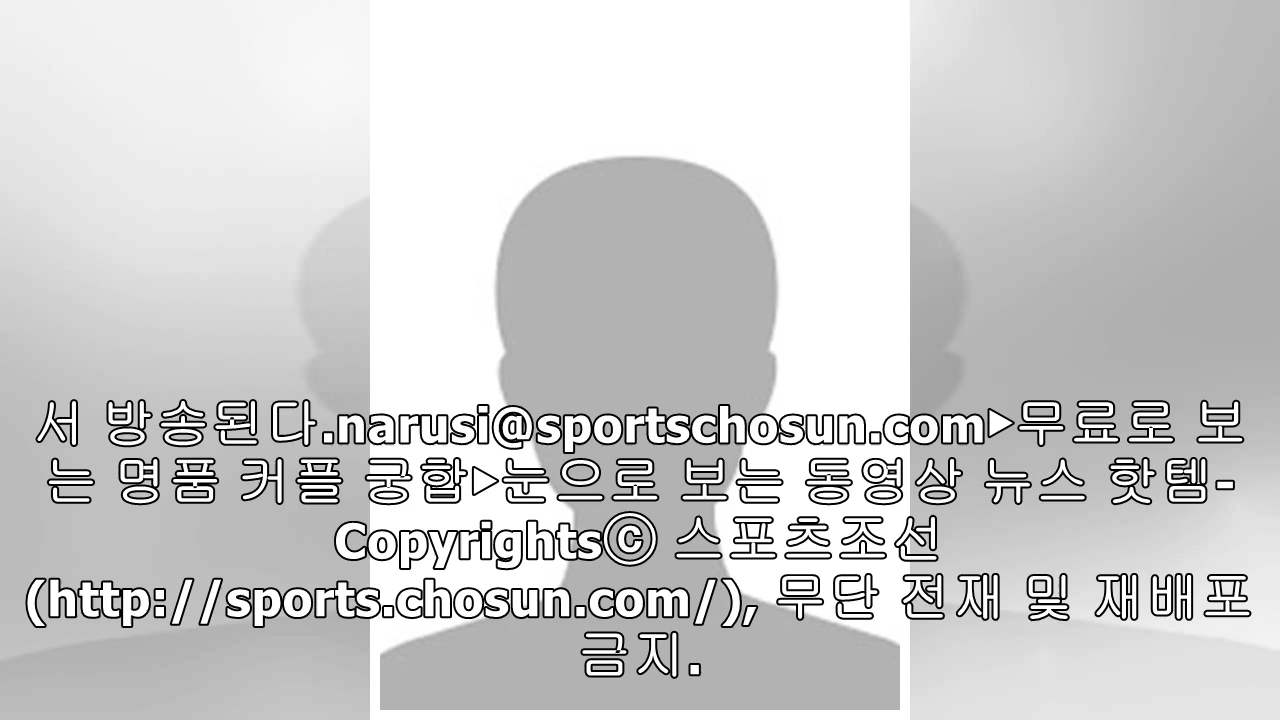 서 방송된다.narusi@sportschosun.com▶무료로 보
는 명품 커플 궁합▶눈으로 보는 동영상 뉴스 핫템-
Copyrightsⓒ 스포츠조선
(http://sports.chosun.com/), 무단 전재 및 재배포
금지.